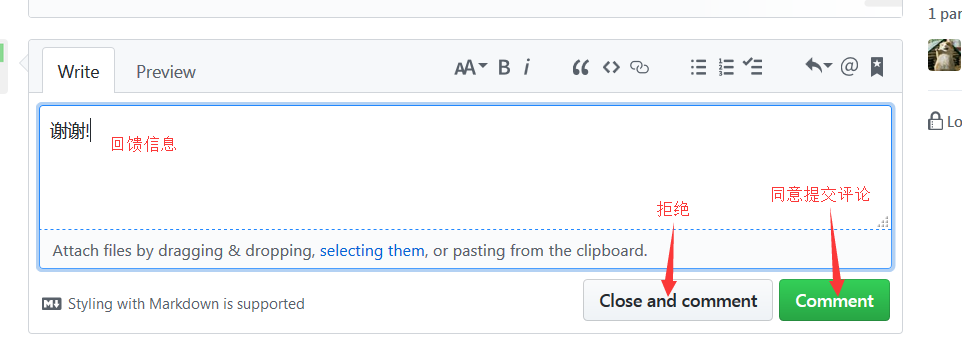 1 par
Write Preview AA B i @
谢谢!
回馈信息
Lo
同意提交评论
拒绝
Attach files by dragging & dropping, selecting them, or pasting from the clipboard.
Styling with Markdown is supported
Close and comment Comment